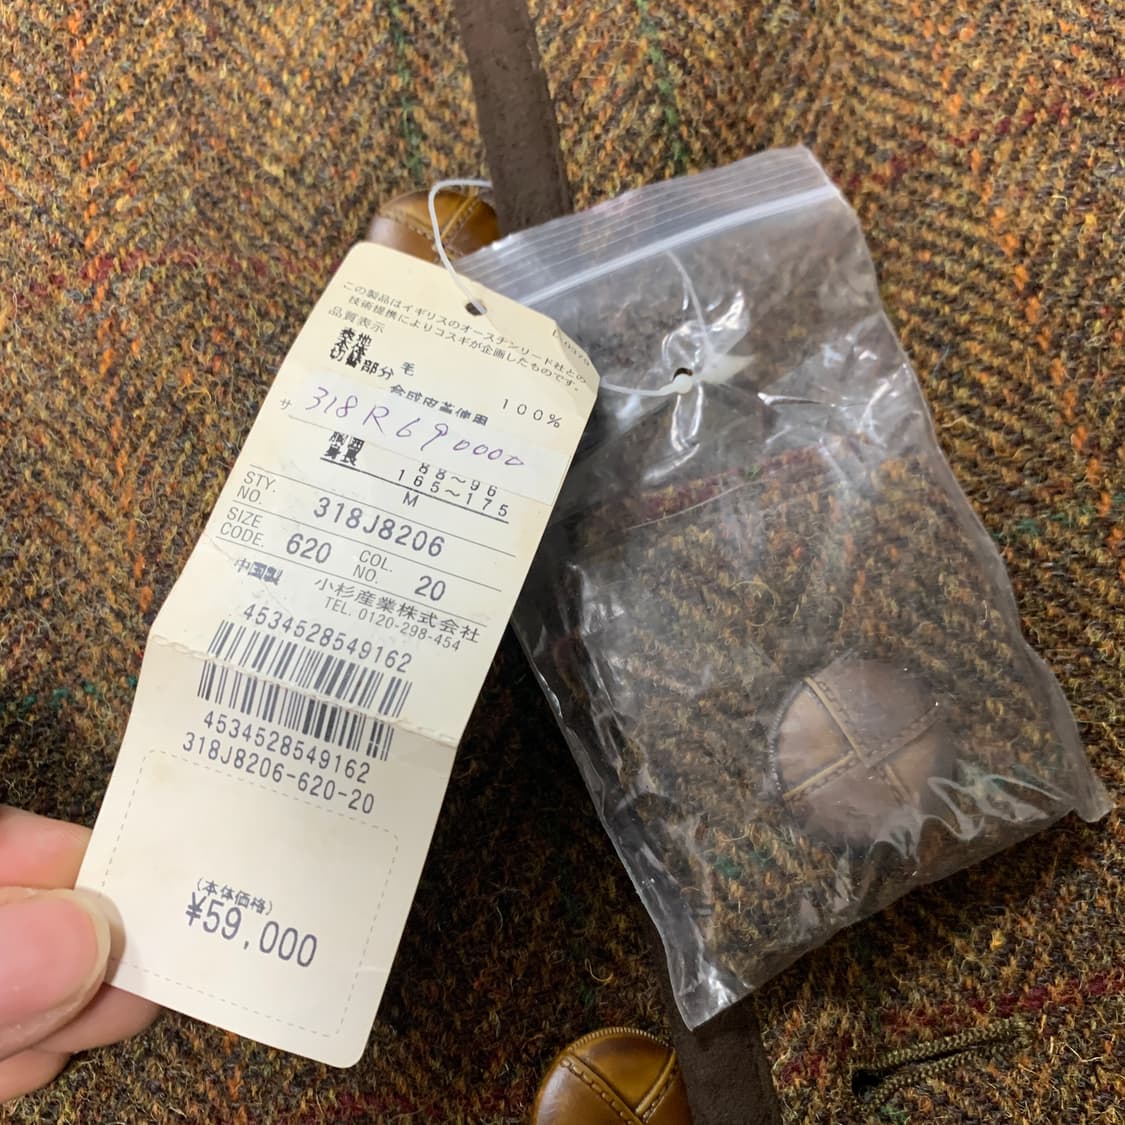 この製品はイギリスのオースチンリード社との
技術提携によりコスギが企画したものです。
品質表示
表地
本体 毛 100%
切替部分 合成皮革使用
サ 318R690000
胸囲 88~96
身長 165~175
M
STY. NO. 318J8206
SIZE CODE. 620 COL. NO. 20
中国製 小杉産業株式会社
TEL. 0120-298-454
4534528549162
4534528549162
318J8206-620-20
(本体価格)
¥59,000